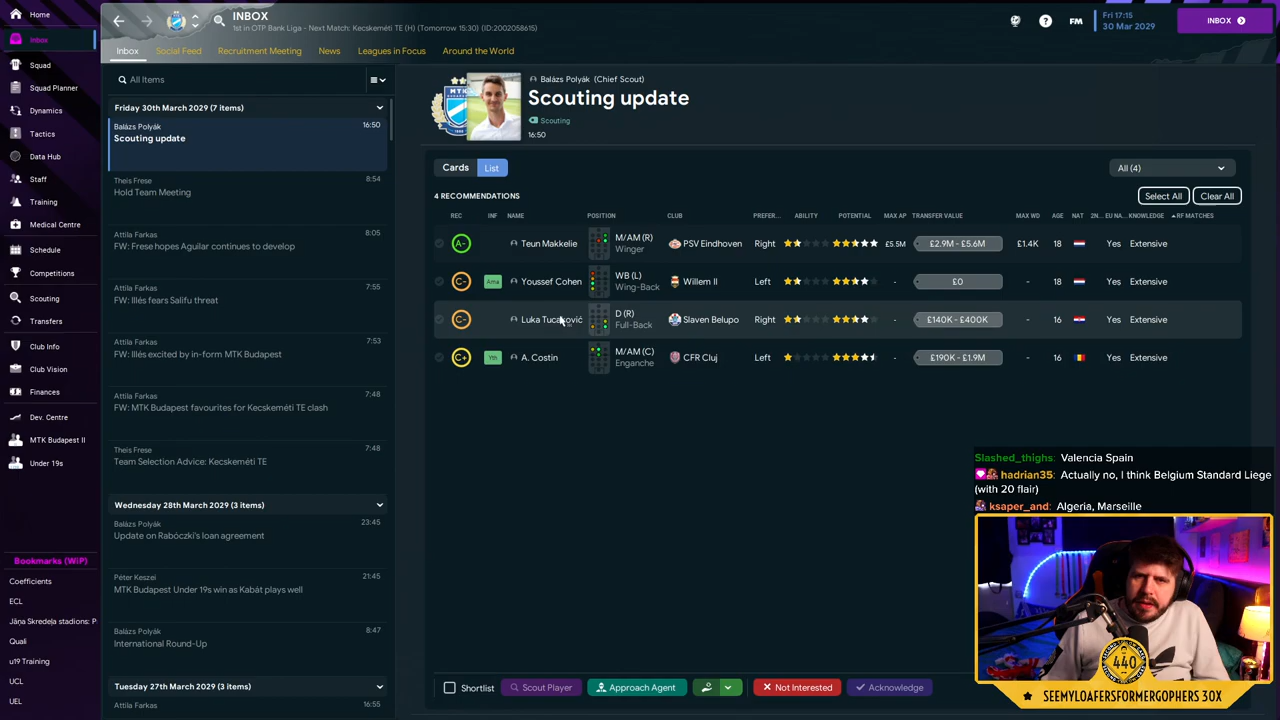 Home
Inbox
Squad
Squad Planner
Dynamics
Tactics
Data Hub
Staff
Training
Medical Centre
Schedule
Competitions
Scouting
Transfers
Club Info
Club Vision
Finances
Dev. Centre
MTK Budapest II
Under 19s
Bookmarks (WiP)
Coefficients
ECL
Jāņa Skredeļa stadions: P
Quali
u19 Training
UCL
UEL
INBOX
1st in OTP Bank Liga - Next Match: Kecskeméti TE (H) (Tomorrow 15:30) (ID:2002058615)
FM
Fri 17:15
30 Mar 2029
INBOX
Inbox Social Feed Recruitment Meeting News Leagues in Focus Around the World
All Items
Friday 30th March 2029 (7 items)
Balázs Polyák 16:50
Scouting update
Theis Frese 8:54
Hold Team Meeting
Attila Farkas 8:05
FW: Frese hopes Aguilar continues to develop
Attila Farkas 7:55
FW: Illés fears Salifu threat
Attila Farkas 7:53
FW: Illés excited by in-form MTK Budapest
Attila Farkas 7:48
FW: MTK Budapest favourites for Kecskeméti TE clash
Theis Frese 7:48
Team Selection Advice: Kecskeméti TE
Wednesday 28th March 2029 (3 items)
Balázs Polyák 23:45
Update on Rabóczki's loan agreement
Péter Keszei 21:45
MTK Budapest Under 19s win as Kabát plays well
Balázs Polyák 8:47
International Round-Up
Tuesday 27th March 2029 (3 items)
Attila Farkas 16:55
Balázs Polyák (Chief Scout)
Scouting update
Scouting
16:50
Cards List
All (4)
4 RECOMMENDATIONS
Select All Clear All
REC INF NAME POSITION CLUB PREFER... ABILITY POTENTIAL MAX AP TRANSFER VALUE MAX WD AGE NAT 2N... EU NA... KNOWLEDGE RF MATCHES
A- Teun Makkelie M/AM (R) PSV Eindhoven Right £5.5M £2.9M - £5.6M £1.4K 18 Yes Extensive
Winger
C- Ama Youssef Cohen WB (L) Willem II Left - £0 - 18 Yes Extensive
Wing-Back
C- Luka Tuca ović D (R) Slaven Belupo Right - £140K - £400K - 16 Yes Extensive
Full-Back
C+ Yth A. Costin M/AM (C) CFR Cluj Left - £190K - £1.9M - 16 Yes Extensive
Enganche
Slashed_thighs: Valencia Spain
hadrian35: Actually no, I think Belgium Standard Liege
(with 20 flair)
ksaper_and: Algeria, Marseille
440
SEEMYLOAFERSFORMERGOPHERS 30X
Shortlist Scout Player Approach Agent Not Interested Acknowledge